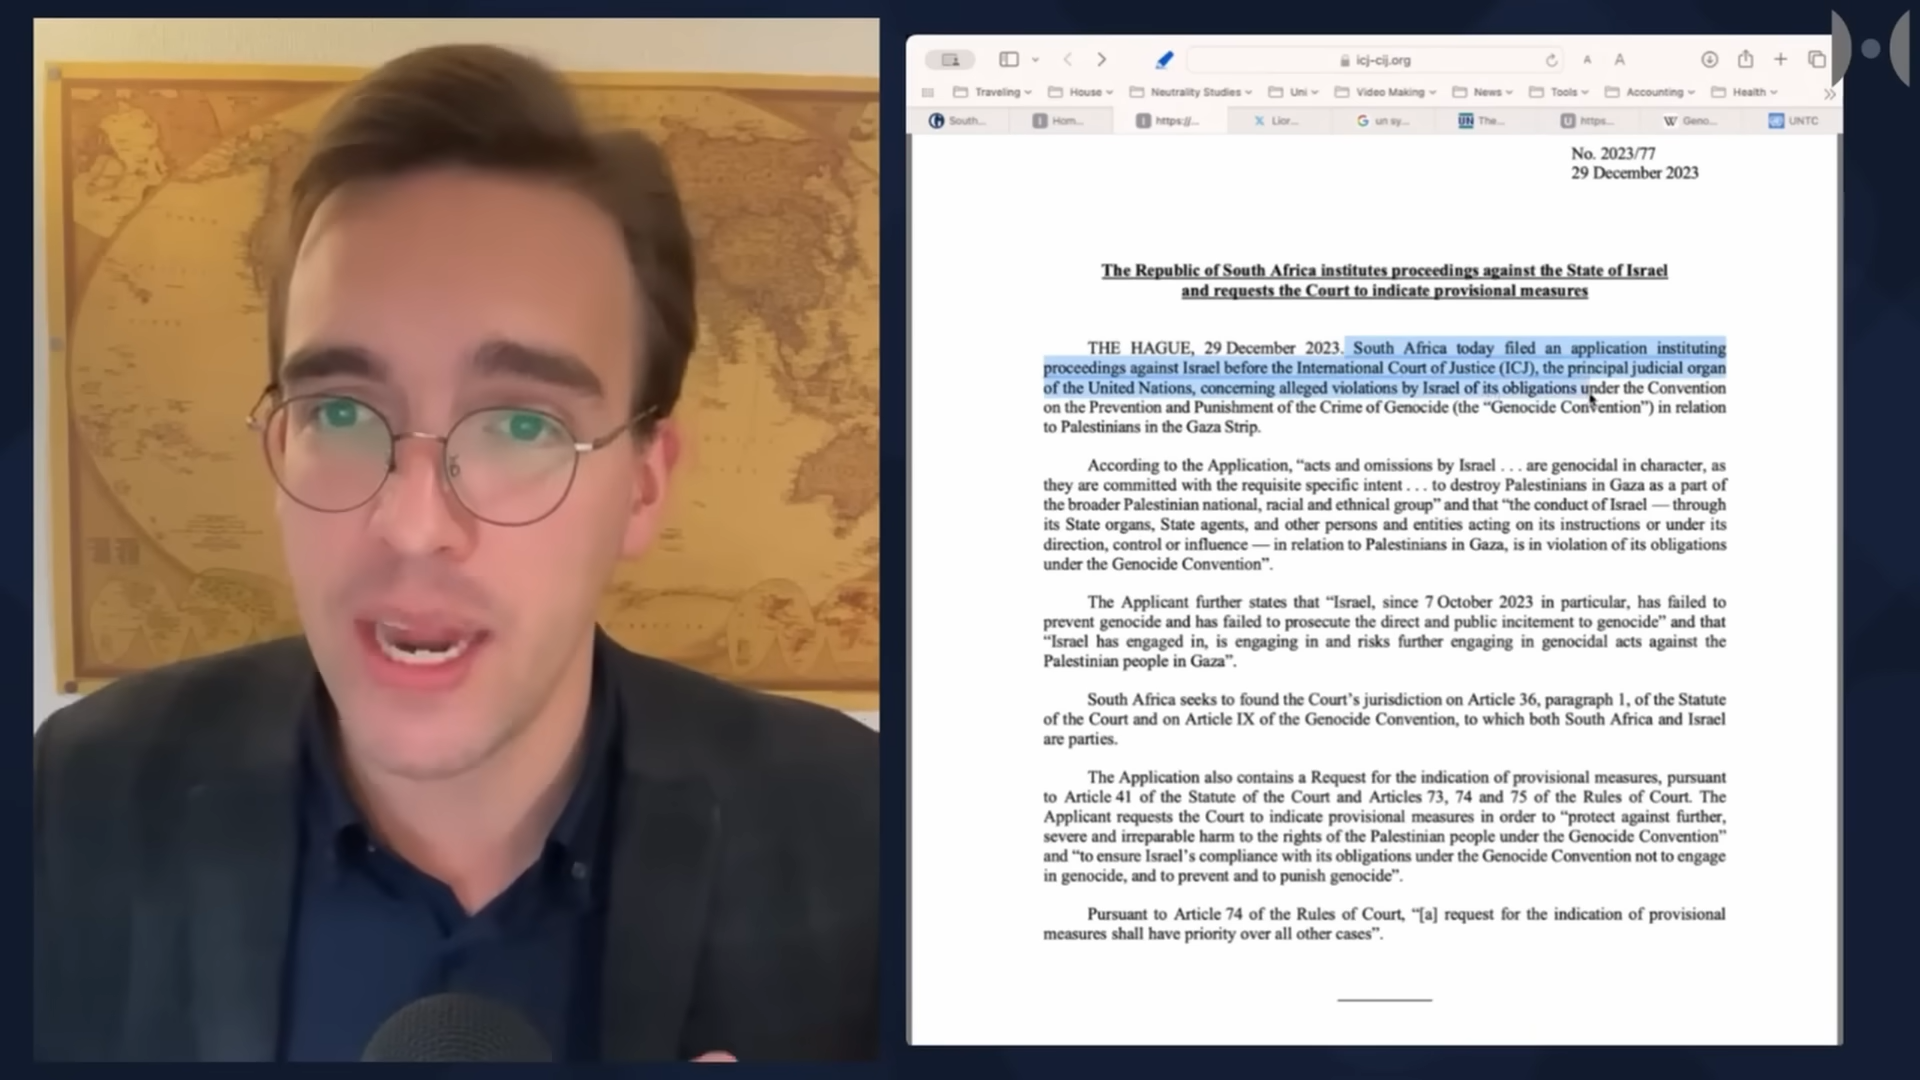 icj-cij.org
A A
Traveling House Neutrality Studies Uni Video Making News Tools Accounting Health
South... Hom... https://... Lior... un sy... The... https... Geno... UNTC
No. 2023/77
29 December 2023
The Republic of South Africa institutes proceedings against the State of Israel
and requests the Court to indicate provisional measures
THE HAGUE, 29 December 2023. South Africa today filed an application instituting
proceedings against Israel before the International Court of Justice (ICJ), the principal judicial organ
of the United Nations, concerning alleged violations by Israel of its obligations under the Convention
on the Prevention and Punishment of the Crime of Genocide (the “Genocide Convention”) in relation
to Palestinians in the Gaza Strip.
According to the Application, “acts and omissions by Israel . . . are genocidal in character, as
they are committed with the requisite specific intent . . . to destroy Palestinians in Gaza as a part of
the broader Palestinian national, racial and ethnical group” and that “the conduct of Israel — through
its State organs, State agents, and other persons and entities acting on its instructions or under its
direction, control or influence — in relation to Palestinians in Gaza, is in violation of its obligations
under the Genocide Convention”.
The Applicant further states that “Israel, since 7 October 2023 in particular, has failed to
prevent genocide and has failed to prosecute the direct and public incitement to genocide” and that
“Israel has engaged in, is engaging in and risks further engaging in genocidal acts against the
Palestinian people in Gaza”.
South Africa seeks to found the Court’s jurisdiction on Article 36, paragraph 1, of the Statute
of the Court and on Article IX of the Genocide Convention, to which both South Africa and Israel
are parties.
The Application also contains a Request for the indication of provisional measures, pursuant
to Article 41 of the Statute of the Court and Articles 73, 74 and 75 of the Rules of Court. The
Applicant requests the Court to indicate provisional measures in order to “protect against further,
severe and irreparable harm to the rights of the Palestinian people under the Genocide Convention”
and “to ensure Israel’s compliance with its obligations under the Genocide Convention not to engage
in genocide, and to prevent and to punish genocide”.
Pursuant to Article 74 of the Rules of Court, “[a] request for the indication of provisional
measures shall have priority over all other cases”.